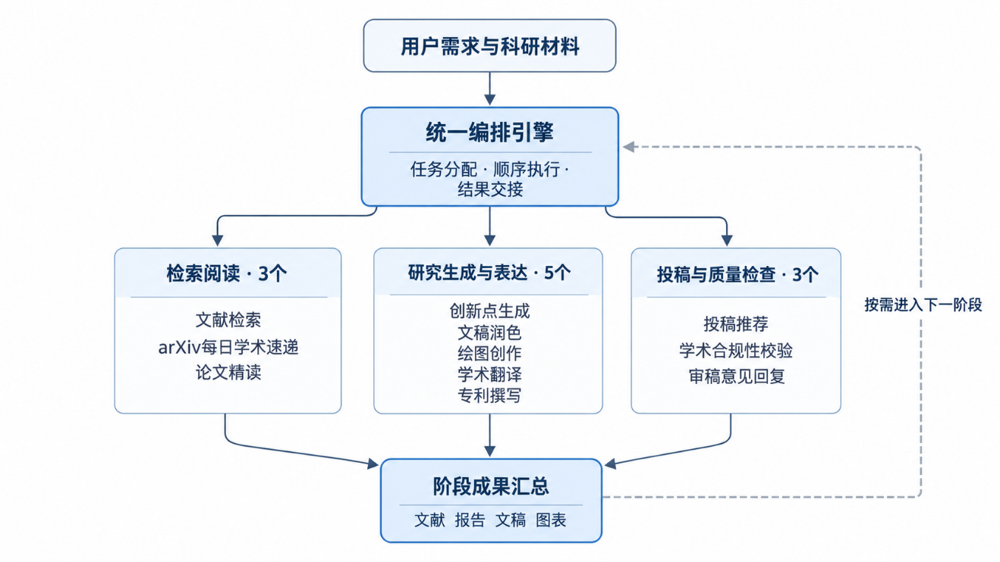 用户需求与科研材料
统一编排引擎
任务分配 · 顺序执行 ·
结果交接
检索阅读 · 3个
文献检索
arXiv每日学术速递
论文精读
研究生成与表达 · 5个
创新点生成
文稿润色
绘图创作
学术翻译
专利撰写
投稿与质量检查 · 3个
投稿推荐
学术合规性校验
审稿意见回复
按需进入下一阶段
阶段成果汇总
文献 报告 文稿 图表